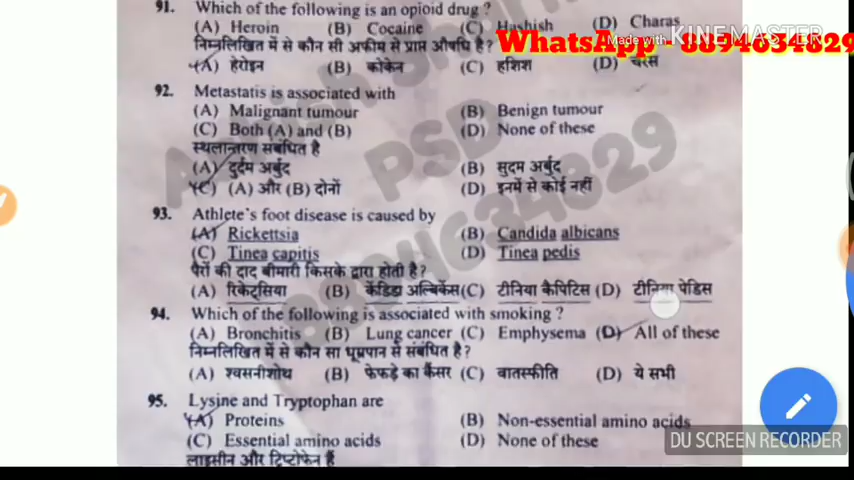 91. Which of the following is an opioid drug ?
(A) Heroin (B) Cocaine (C) Hashish (D) Charas
निम्नलिखित में से कौन सी अफीम से प्राप्त औषधि है?
WhatsApp - 8894634829
Made with KINEMASTER
(A) हेरोइन (B) कोकेन (C) हशिश (D) चरस
92. Metastatis is associated with
(A) Malignant tumour (B) Benign tumour
(C) Both (A) and (B) (D) None of these
स्थलान्तरण संबंधित है
(A) दुर्दम अर्बुद (B) सुदम अर्बुद
(C) (A) और (B) दोनों (D) इनमें से कोई नहीं
PSD
8894634829
93. Athlete's foot disease is caused by
(A) Rickettsia (B) Candida albicans
(C) Tinea capitis (D) Tinea pedis
पैरों की दाद बीमारी किसके द्वारा होती है?
(A) रिकेट्सिया (B) केंडिडा अल्बिकेंस (C) टीनिया कैपिटिस (D) टीनिया पेडिस
94. Which of the following is associated with smoking ?
(A) Bronchitis (B) Lung cancer (C) Emphysema (D) All of these
निम्नलिखित में से कौन सा धूम्रपान से संबंधित है?
(A) श्वसनीशोथ (B) फेफड़े का कैंसर (C) वातस्फीति (D) ये सभी
95. Lysine and Tryptophan are
(A) Proteins (B) Non-essential amino acids
(C) Essential amino acids (D) None of these
DU SCREEN RECORDER
लाइसीन और ट्रिप्टोफेन हैं